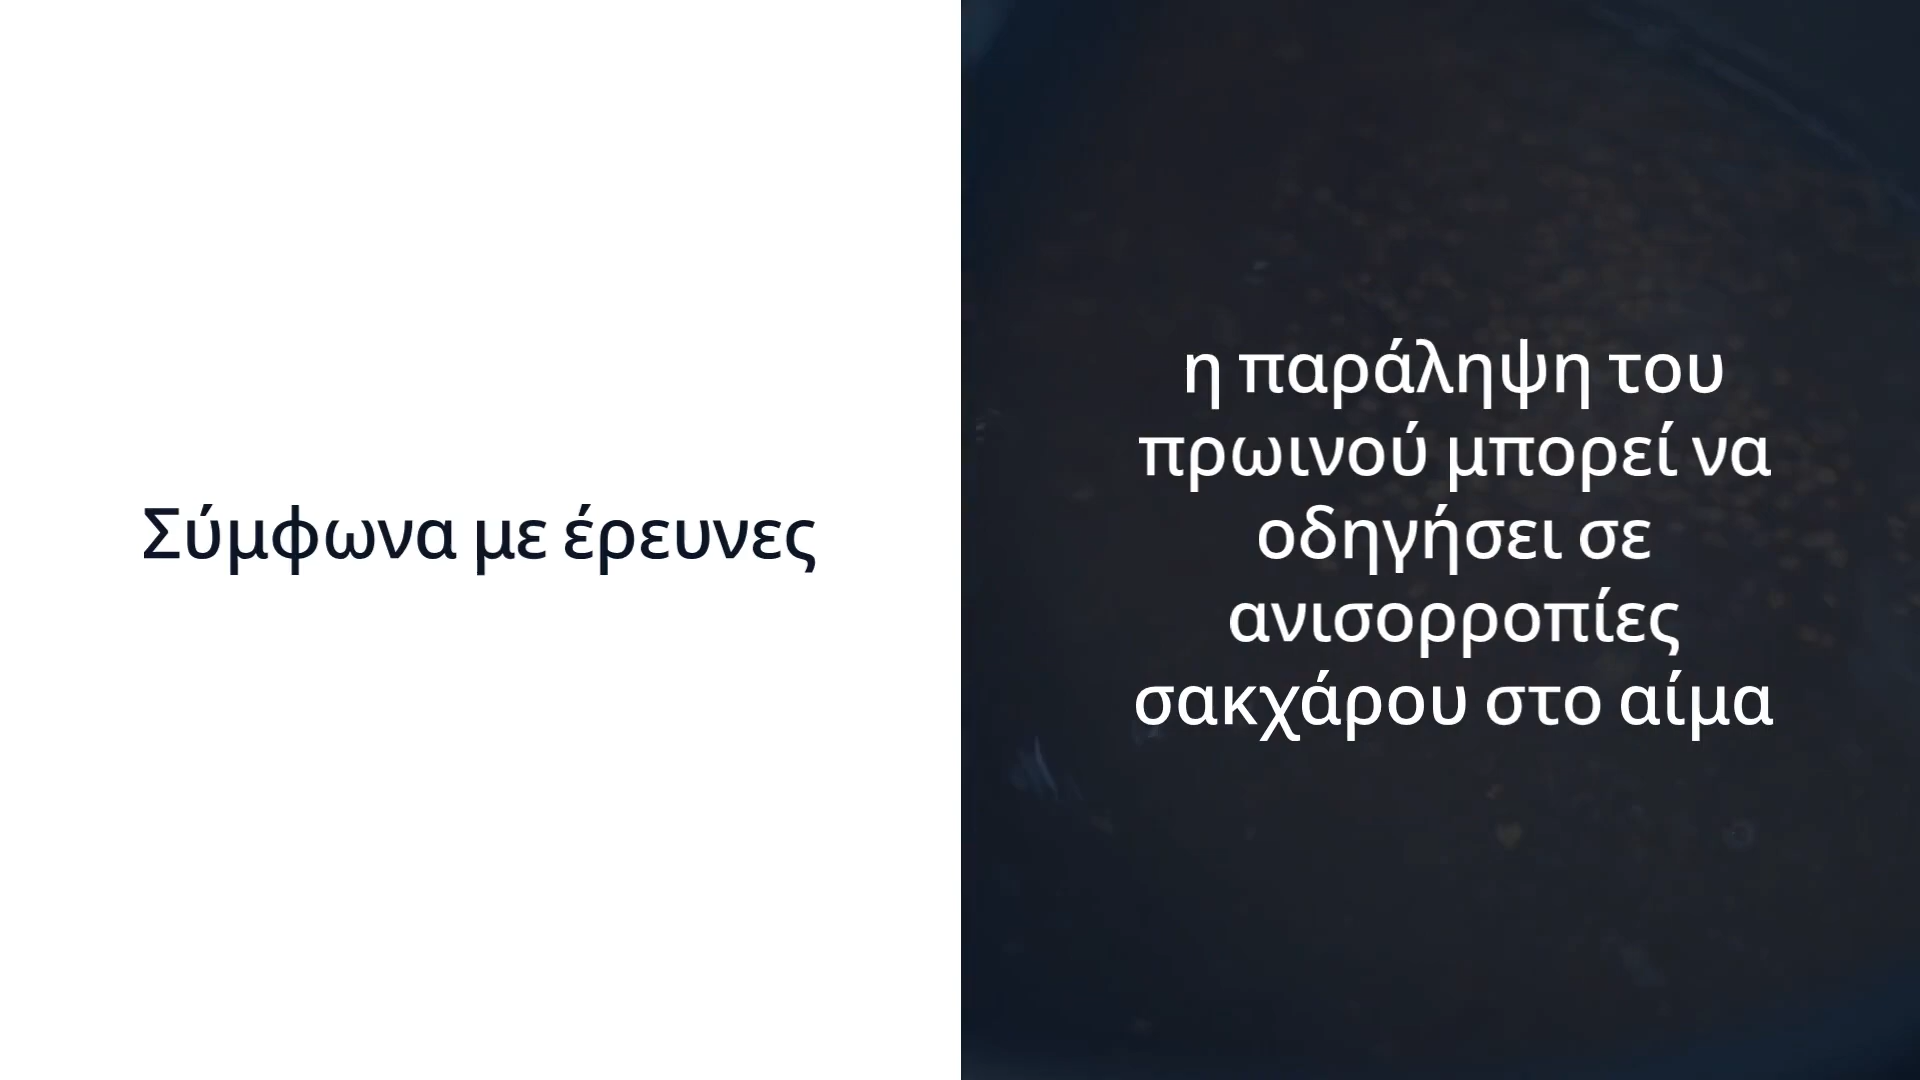 Σύμφωνα με έρευνες
η παράληψη του
πρωινού μπορεί να
οδηγήσει σε
ανισορροπίες
σακχάρου στο αίμα